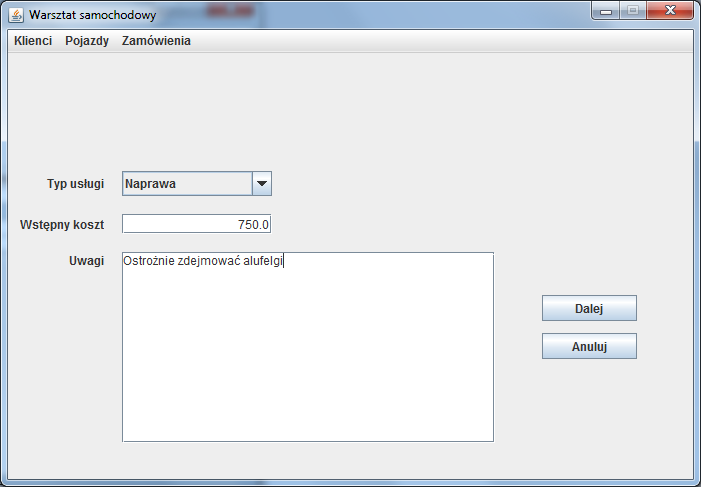 Warsztat samochodowy
Klienci Pojazdy Zamówienia
Typ usługi Naprawa
Wstępny koszt 750.0
Uwagi Ostrożnie zdejmować alufelgi
Dalej
Anuluj